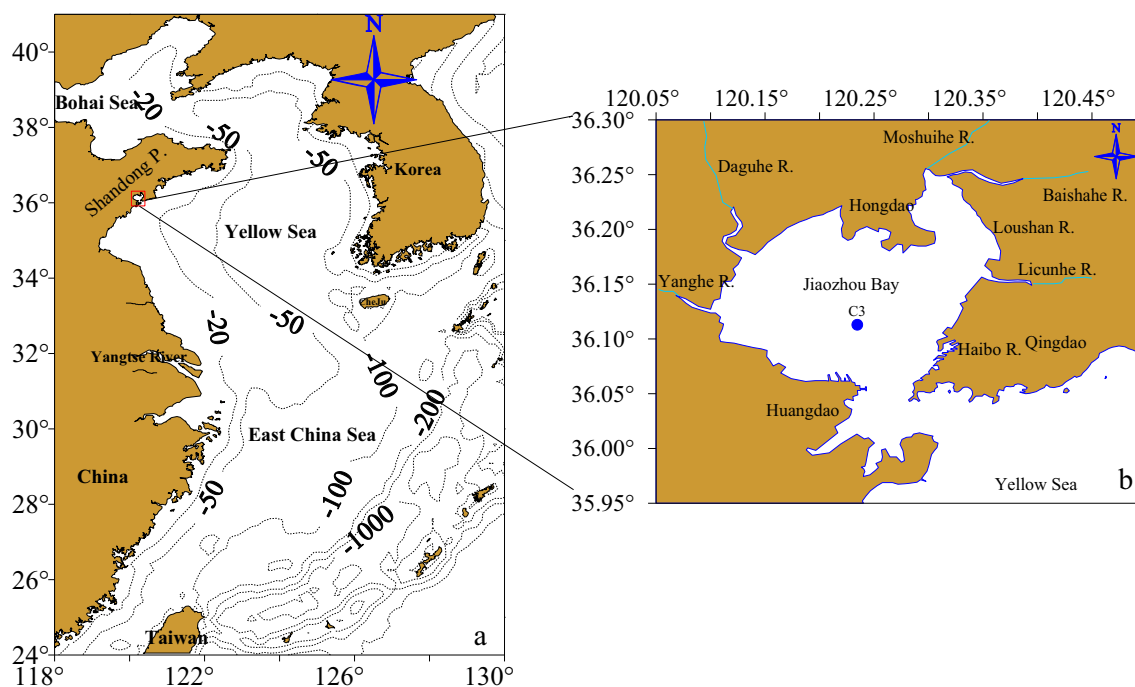 N
40°
38°
36°
34°
32°
30°
28°
26°
24°
118°
122°
126°
130°
Bohai Sea
-20
-50
-50
Korea
Shandong P.
Yellow Sea
CheJu
-20
-50
Yangtse River
-100
-200
East China Sea
China
-50
-100
-1000
Taiwan
a
120.05°
120.15°
120.25°
120.35°
120.45°
36.30°
36.25°
36.20°
36.15°
36.10°
36.05°
36.00°
35.95°
N
Moshuihe R.
Daguhe R.
Baishahe R.
Hongdao
Loushan R.
Licunhe R.
Yanghe R.
Jiaozhou Bay
C3
Haibo R.
Qingdao
Huangdao
Yellow Sea
b